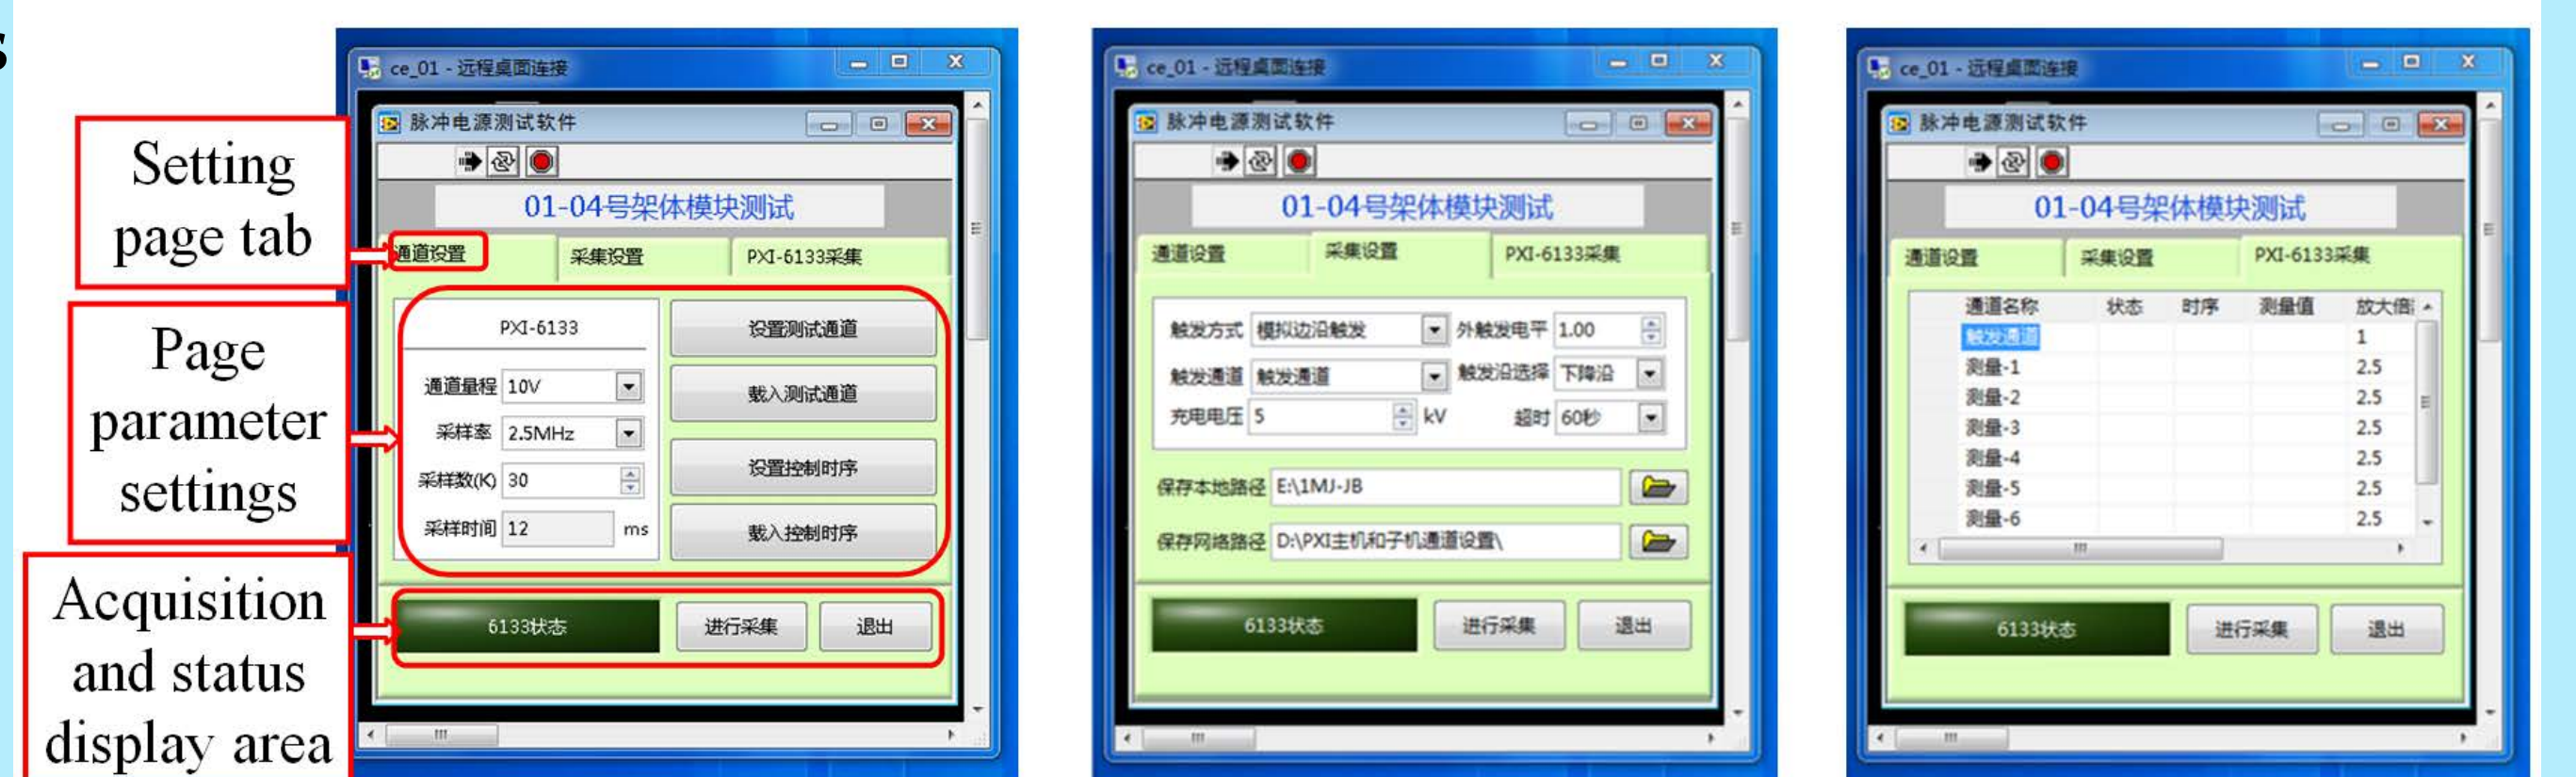 s
Setting
page tab
Page
parameter
settings
Acquisition
and status
display area
ce_01 - 远程桌面连接
脉冲电源测试软件
01-04号架体模块测试
通道设置 采集设置 PXI-6133采集
PXI-6133
通道量程 10V
采样率 2.5MHz
采样数(K) 30
采样时间 12 ms
设置测试通道
载入测试通道
设置控制时序
载入控制时序
6133状态 进行采集 退出
ce_01 - 远程桌面连接
脉冲电源测试软件
01-04号架体模块测试
通道设置 采集设置 PXI-6133采集
触发方式 模拟边沿触发 外触发电平 1.00
触发通道 触发通道 触发沿选择 下降沿
充电电压 5 kV 超时 60秒
保存本地路径 E:\1MJ-JB
保存网络路径 D:\PXI主机和子机通道设置\
6133状态 进行采集 退出
ce_01 - 远程桌面连接
脉冲电源测试软件
01-04号架体模块测试
通道设置 采集设置 PXI-6133采集
通道名称 状态 时序 测量值 放大倍
触发通道 1
测量-1 2.5
测量-2 2.5
测量-3 2.5
测量-4 2.5
测量-5 2.5
测量-6 2.5
6133状态 进行采集 退出